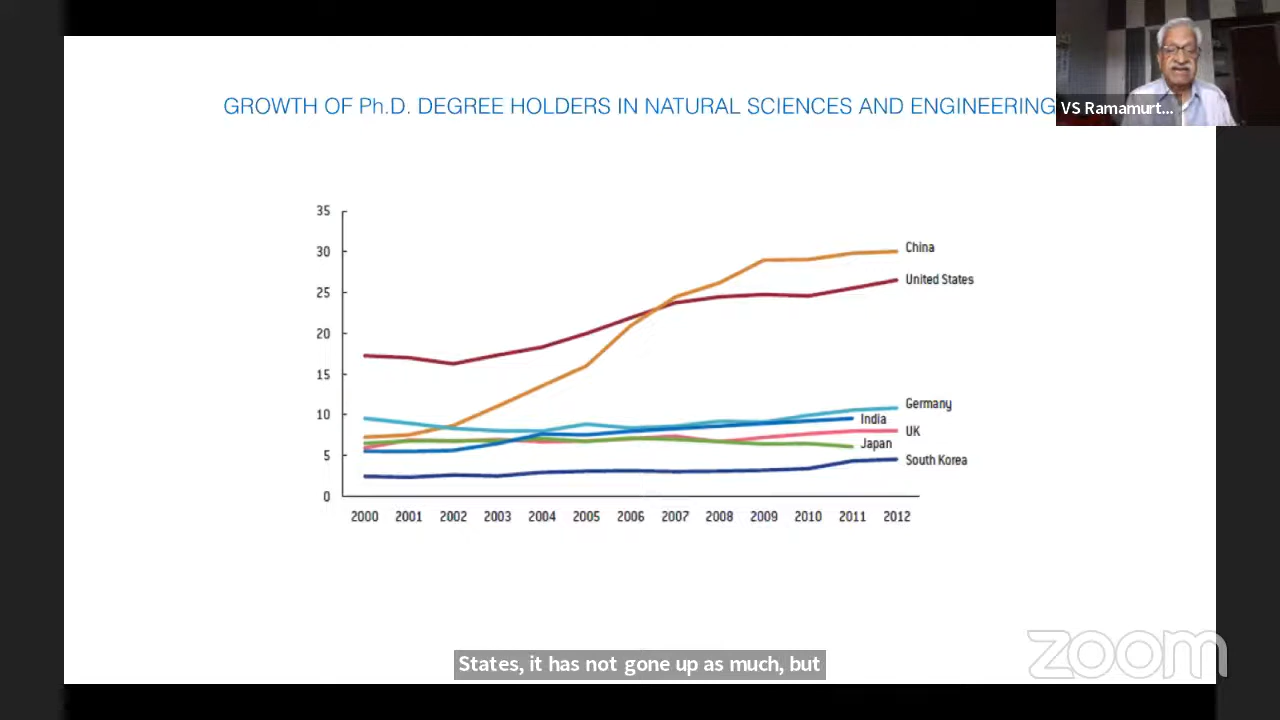 GROWTH OF Ph.D. DEGREE HOLDERS IN NATURAL SCIENCES AND ENGINEERING
VS Ramamurt...
35
30
25
20
15
10
5
0
China
United States
Germany
India
UK
Japan
South Korea
2000 2001 2002 2003 2004 2005 2006 2007 2008 2009 2010 2011 2012
States, it has not gone up as much, but
zoom